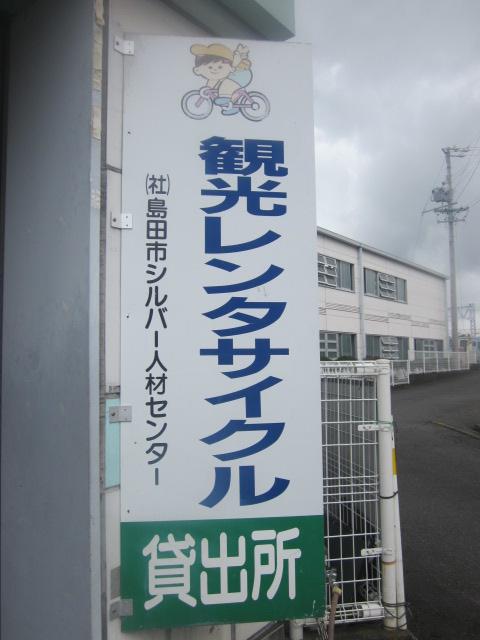 観光レンタサイクル
㈳島田市シルバー人材センター
貸出所